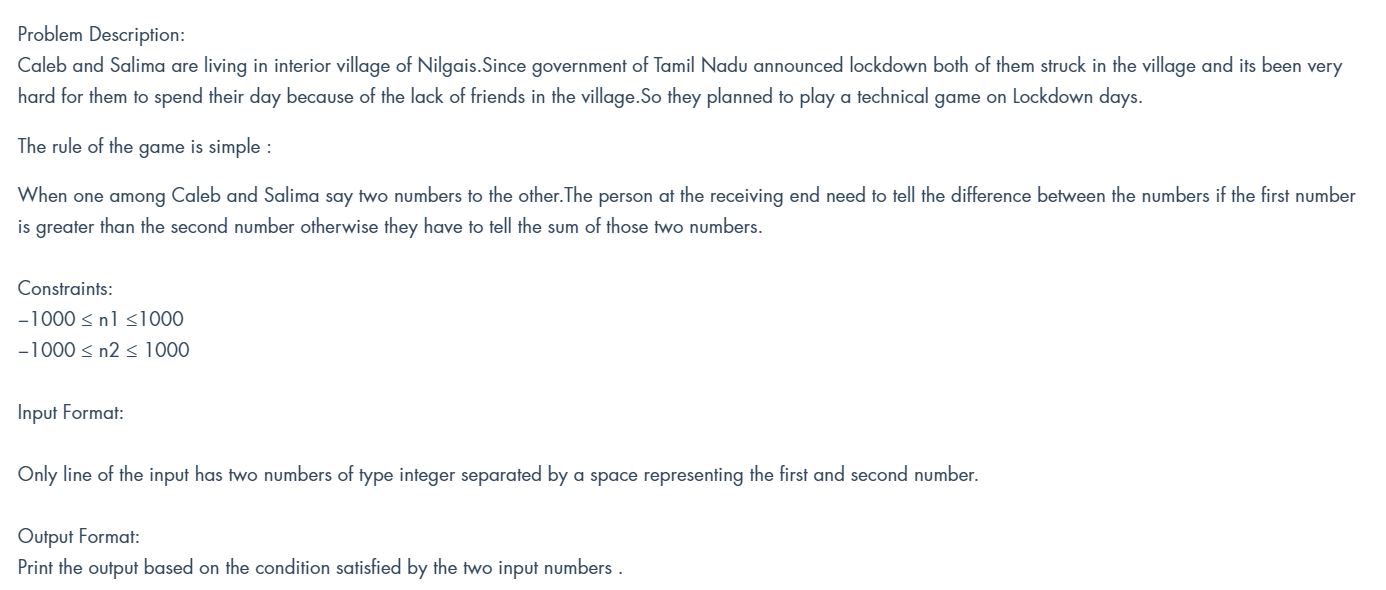 Problem Description:
Caleb and Salima are living in interior village of Nilgais.Since government of Tamil Nadu announced lockdown both of them struck in the village and its been very
hard for them to spend their day because of the lack of friends in the village.So they planned to play a technical game on Lockdown days.
The rule of the game is simple :
When one among Caleb and Salima say two numbers to the other.The person at the receiving end need to tell the difference between the numbers if the first number
is greater than the second number otherwise they have to tell the sum of those two numbers.
Constraints:
−1000 ≤ n1 ≤1000
−1000 ≤ n2 ≤ 1000
Input Format:
Only line of the input has two numbers of type integer separated by a space representing the first and second number.
Output Format:
Print the output based on the condition satisfied by the two input numbers .